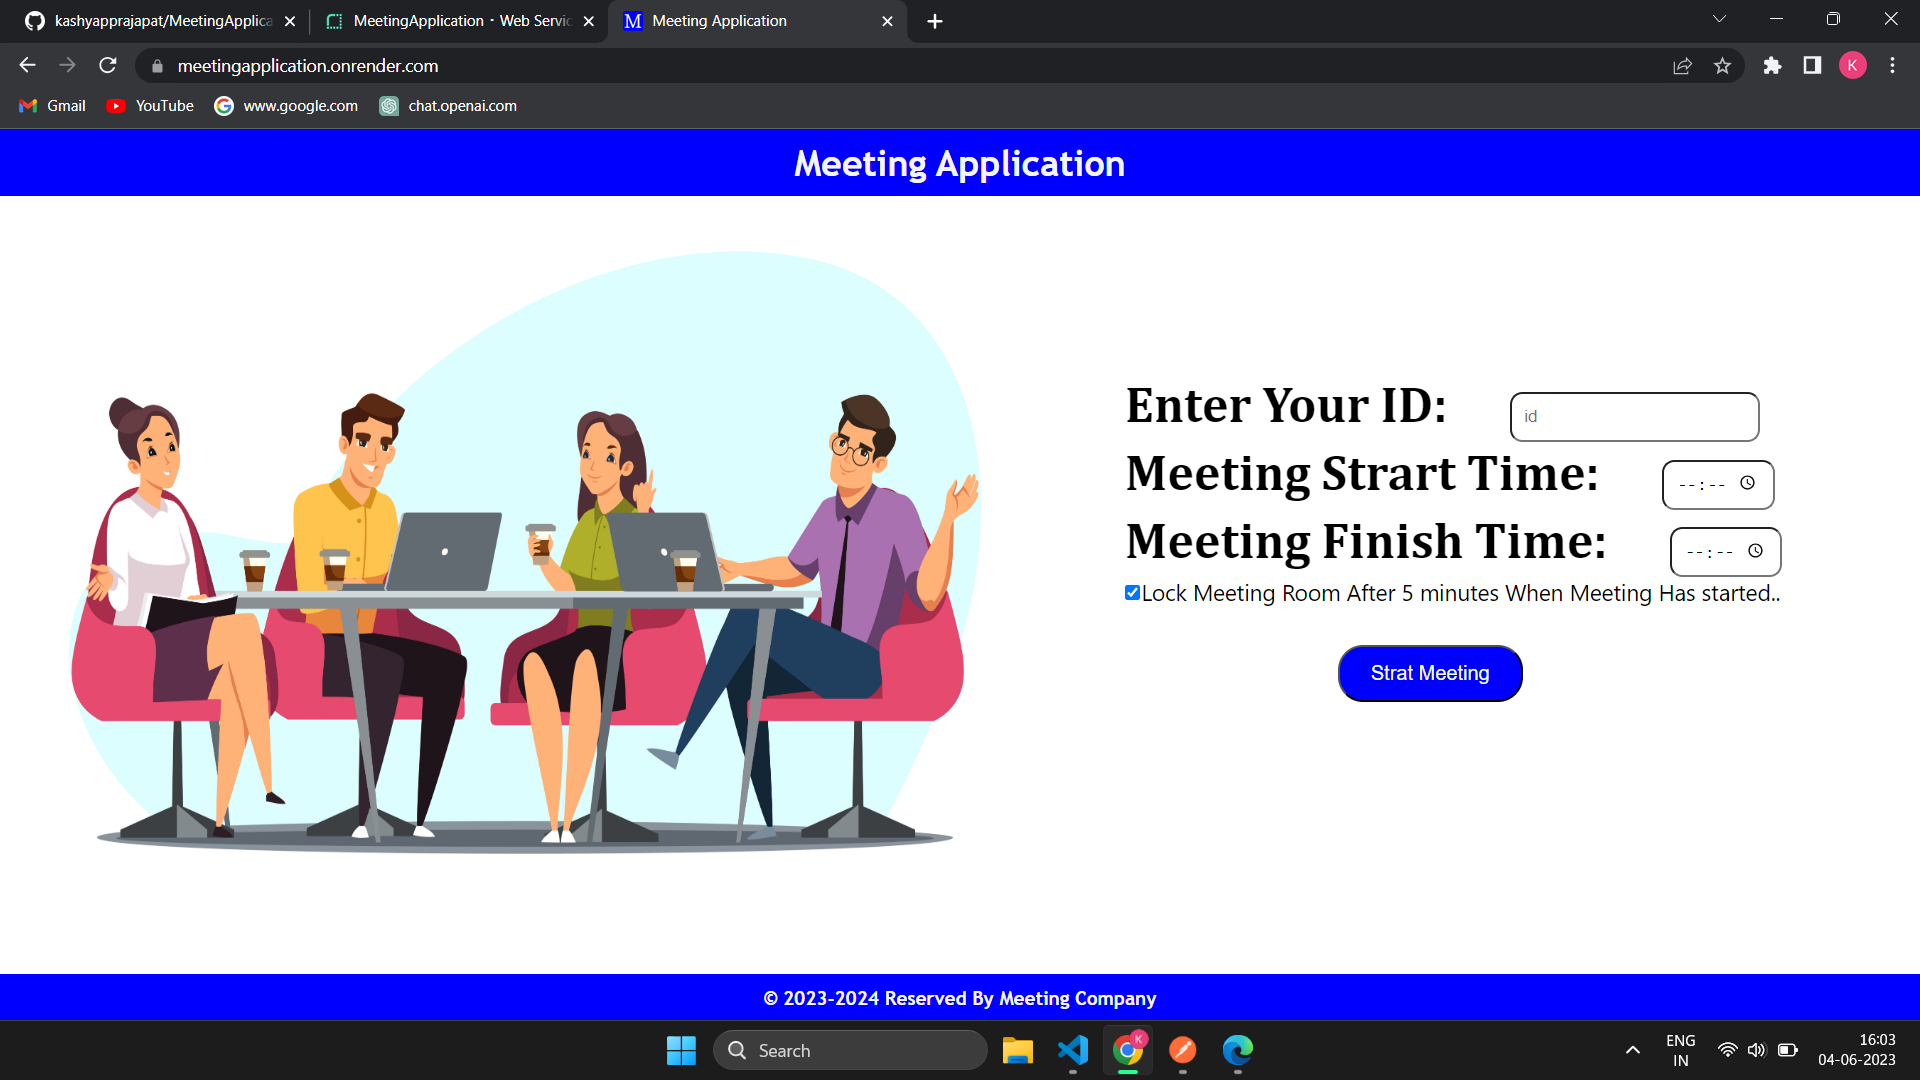 kashyapprajapat/MeetingApplica
MeetingApplication · Web Servic
M Meeting Application
meetingapplication.onrender.com
K
Gmail
YouTube
www.google.com
chat.openai.com
Meeting Application
Enter Your ID:
id
Meeting Strart Time:
--:--
Meeting Finish Time:
--:--
Lock Meeting Room After 5 minutes When Meeting Has started..
Strat Meeting
© 2023-2024 Reserved By Meeting Company
Search
K
ENG
IN
16:03
04-06-2023